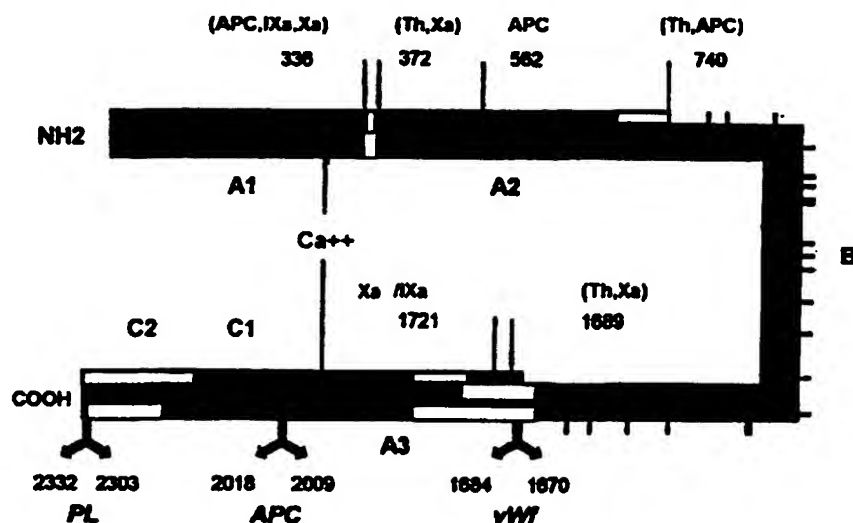 (APC,IXa,Xa) (Th,Xa) APC (Th,APC)
336 372 562 740
NH2
A1 A2
Ca++
B
Xa /IXa (Th,Xa)
1721 1689
C2 C1
COOH
A3
2332 2303 2018 2009 1684 1670
PL APC vWf